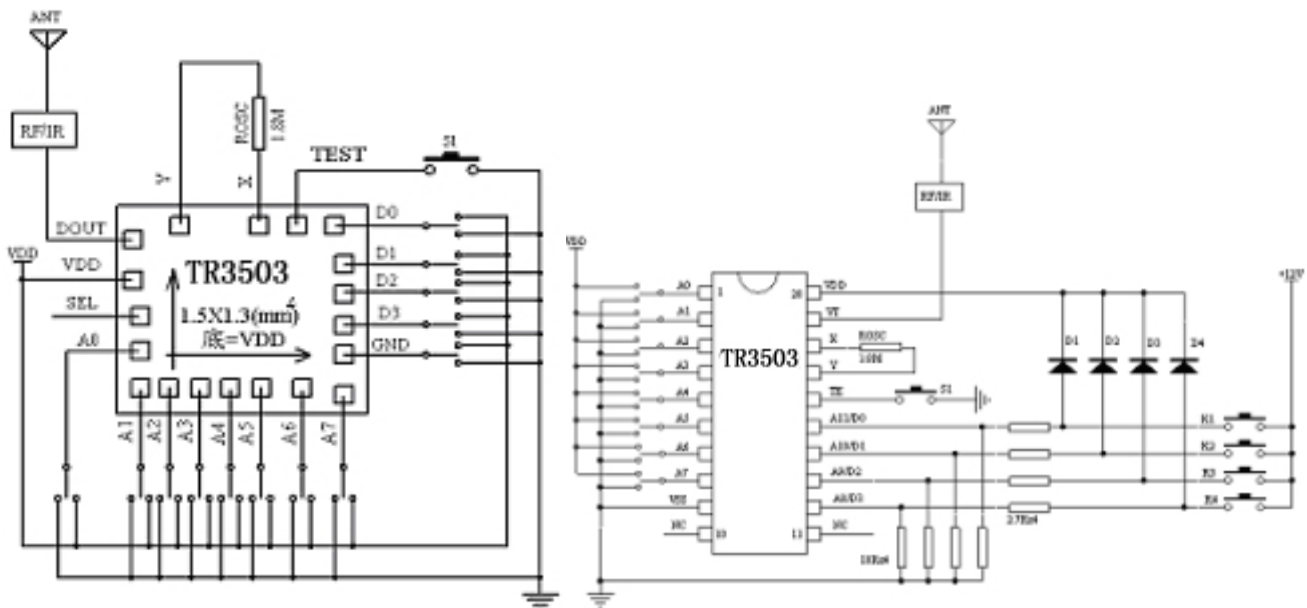 ANT
RF/IR
ROSC
1.8M
Y
X
TEST
S1
DOUT
VDD
VDD
SEL
A0
TR3503
1.5X1.3(mm)
底=VDD
D0
D1
D2
D3
GND
A1
A2
A3
A4
A5
A6
A7
ANT
RF/IR
VDD
+12V
A0
A1
A2
A3
A4
A5
A6
A7
VSS
NC
1
20
10
11
TR3503
VDD
X
ROSC
Y
TE
S1
A11/D0
A10/D1
A9/D2
A8/D3
NC
D1
D2
D3
D4
K1
K2
K3
K4
2.7Kx4
10Kx4